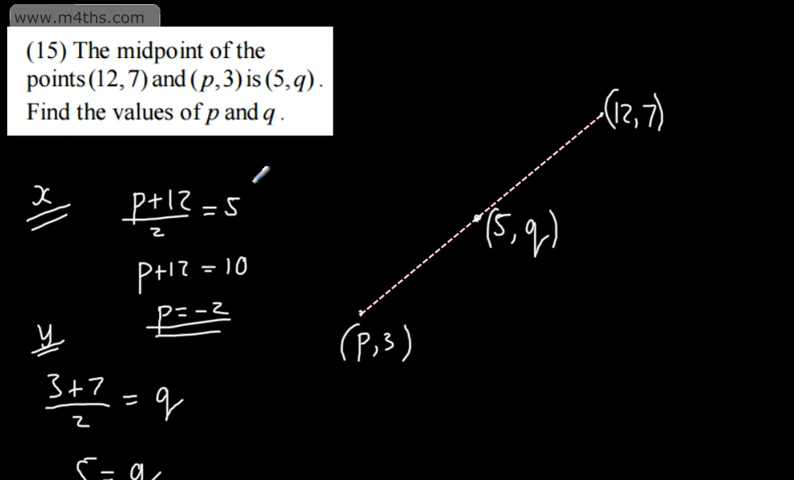 www.m4ths.com
(15) The midpoint of the
points (12,7) and (p,3) is (5,q).
Find the values of p and q.
x
p+12/2 = 5
p+12 = 10
p = -2
y
3+7/2 = q
5 = q
(12,7)
(5,q)
(p,3)